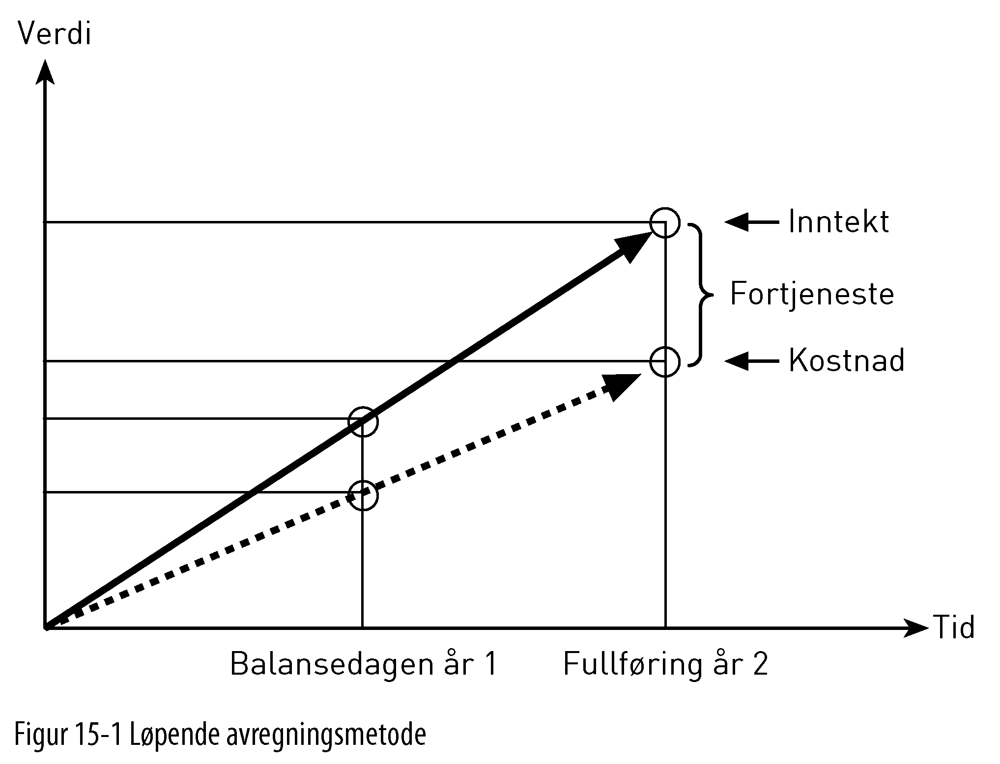 Verdi
Inntekt
Fortjeneste
Kostnad
Tid
Balansedagen år 1
Fullføring år 2
Figur 15-1 Løpende avregningsmetode